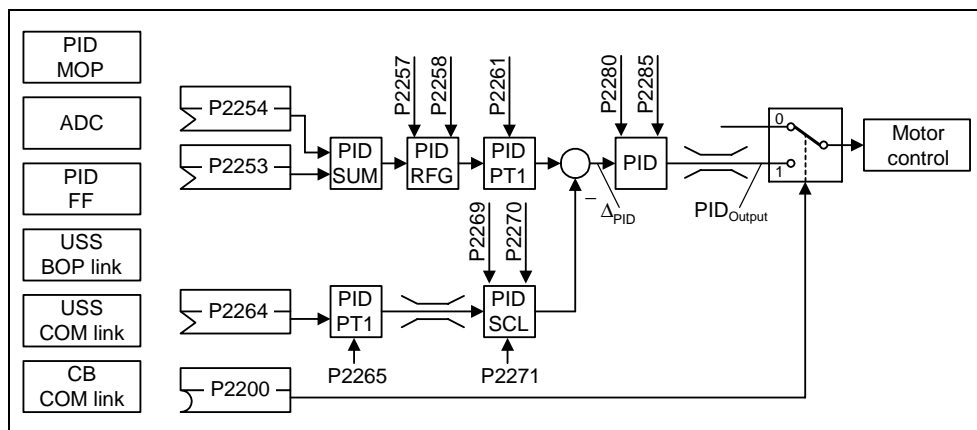 PID
MOP
ADC
PID
FF
USS
BOP link
USS
COM link
CB
COM link
P2254
P2253
P2264
P2200
PID
SUM
P2257
P2258
PID
RFG
P2261
PID
PT1
P2280
P2285
PID
− ΔPID
PIDOutput
0
1
Motor
control
PID
PT1
P2265
P2269
P2270
PID
SCL
P2271